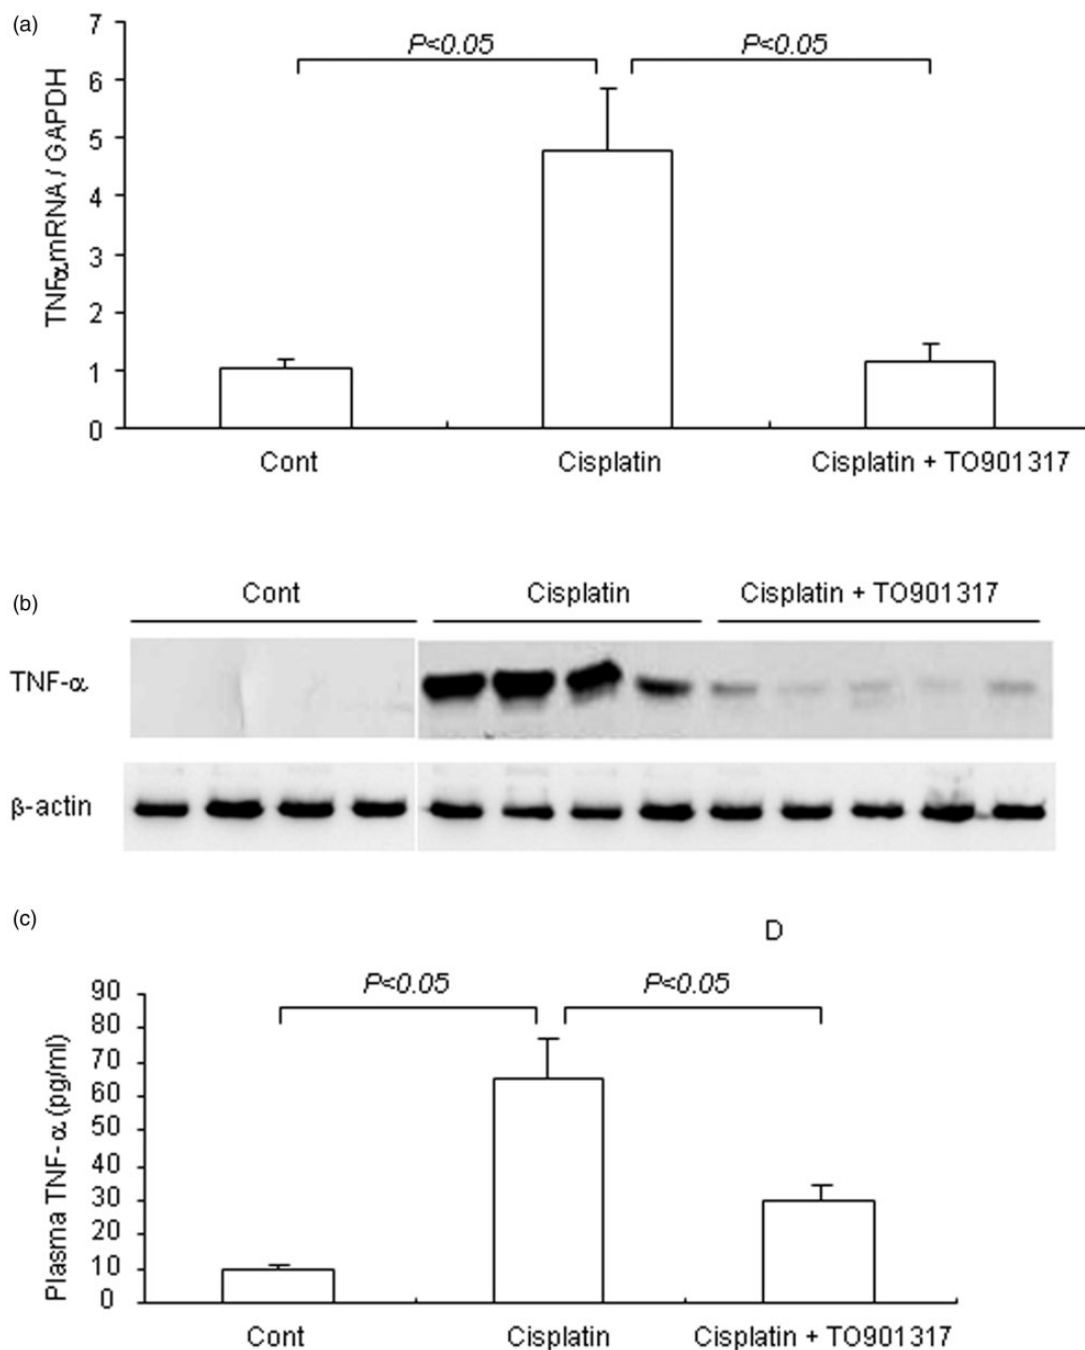 (a)
7
P<0.05 P<0.05
6
5
4
3
2
1
0
TNFαmRNA / GAPDH
Cont Cisplatin Cisplatin + TO901317
(b)
Cont Cisplatin Cisplatin + TO901317
TNF-α
β-actin
(c)
D
P<0.05 P<0.05
90
80
70
60
50
40
30
20
10
0
Plasma TNF-α (pg/ml)
Cont Cisplatin Cisplatin + TO901317